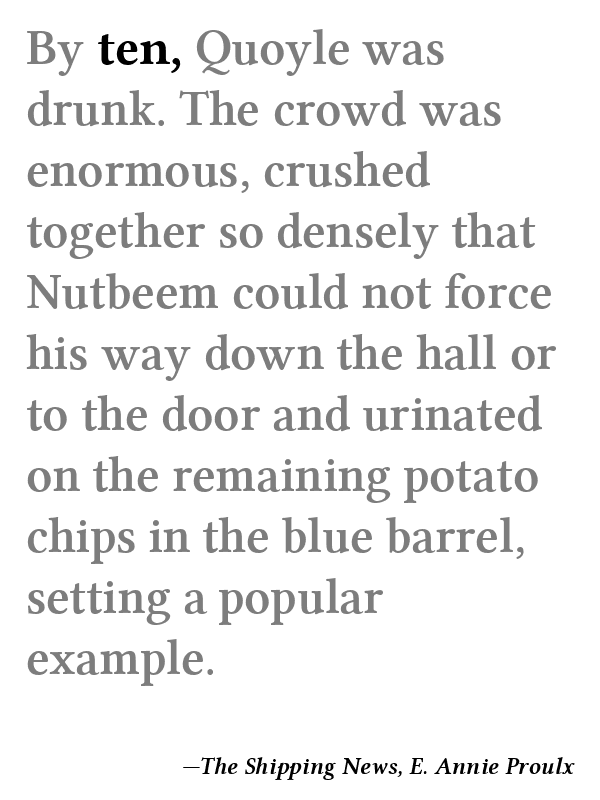 By ten, Quoyle was
drunk. The crowd was
enormous, crushed
together so densely that
Nutbeem could not force
his way down the hall or
to the door and urinated
on the remaining potato
chips in the blue barrel,
setting a popular
example.
—The Shipping News, E. Annie Proulx